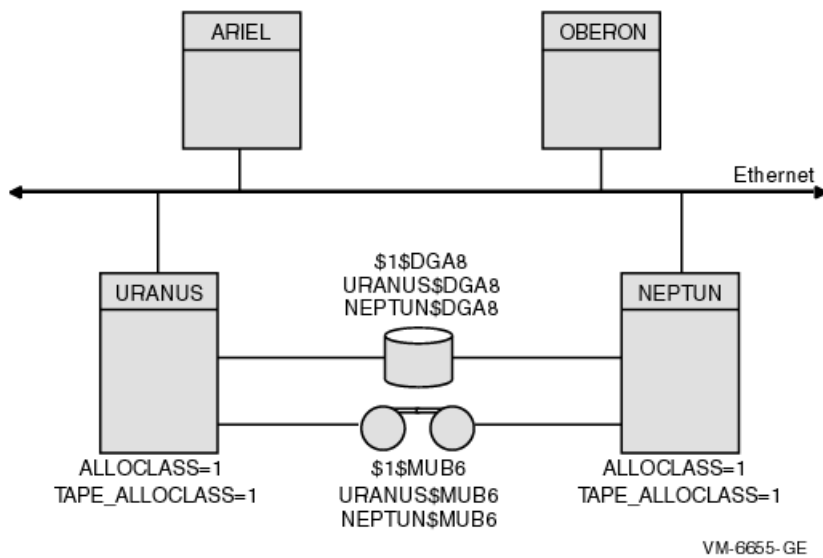 ARIEL
OBERON
Ethernet
URANUS
$1$DGA8
URANUS$DGA8
NEPTUN$DGA8
NEPTUN
ALLOCLASS=1
TAPE_ALLOCLASS=1
$1$MUB6
URANUS$MUB6
NEPTUN$MUB6
ALLOCLASS=1
TAPE_ALLOCLASS=1
VM-6655-GE